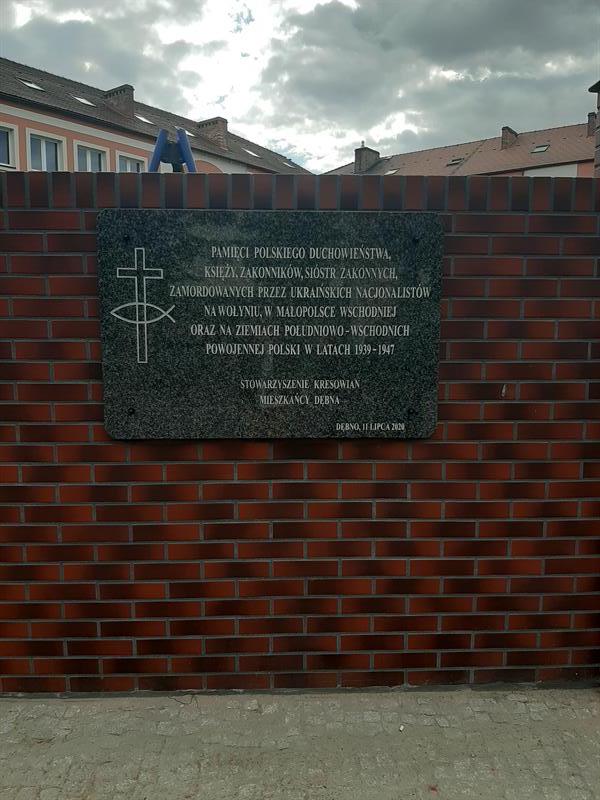 PAMIĘCI POLSKIEGO DUCHOWIEŃSTWA,
KSIĘŻY, ZAKONNIKÓW, SIÓSTR ZAKONNYCH,
ZAMORDOWANYCH PRZEZ UKRAIŃSKICH NACJONALISTÓW
NA WOŁYNIU, W MAŁOPOLSCE WSCHODNIEJ
ORAZ NA ZIEMIACH POŁUDNIOWO-WSCHODNICH
POWOJENNEJ POLSKI W LATACH 1939-1947
STOWARZYSZENIE KRESOWIAN
MIESZKAŃCY DĘBNA
DĘBNO, 11 LIPCA 2020